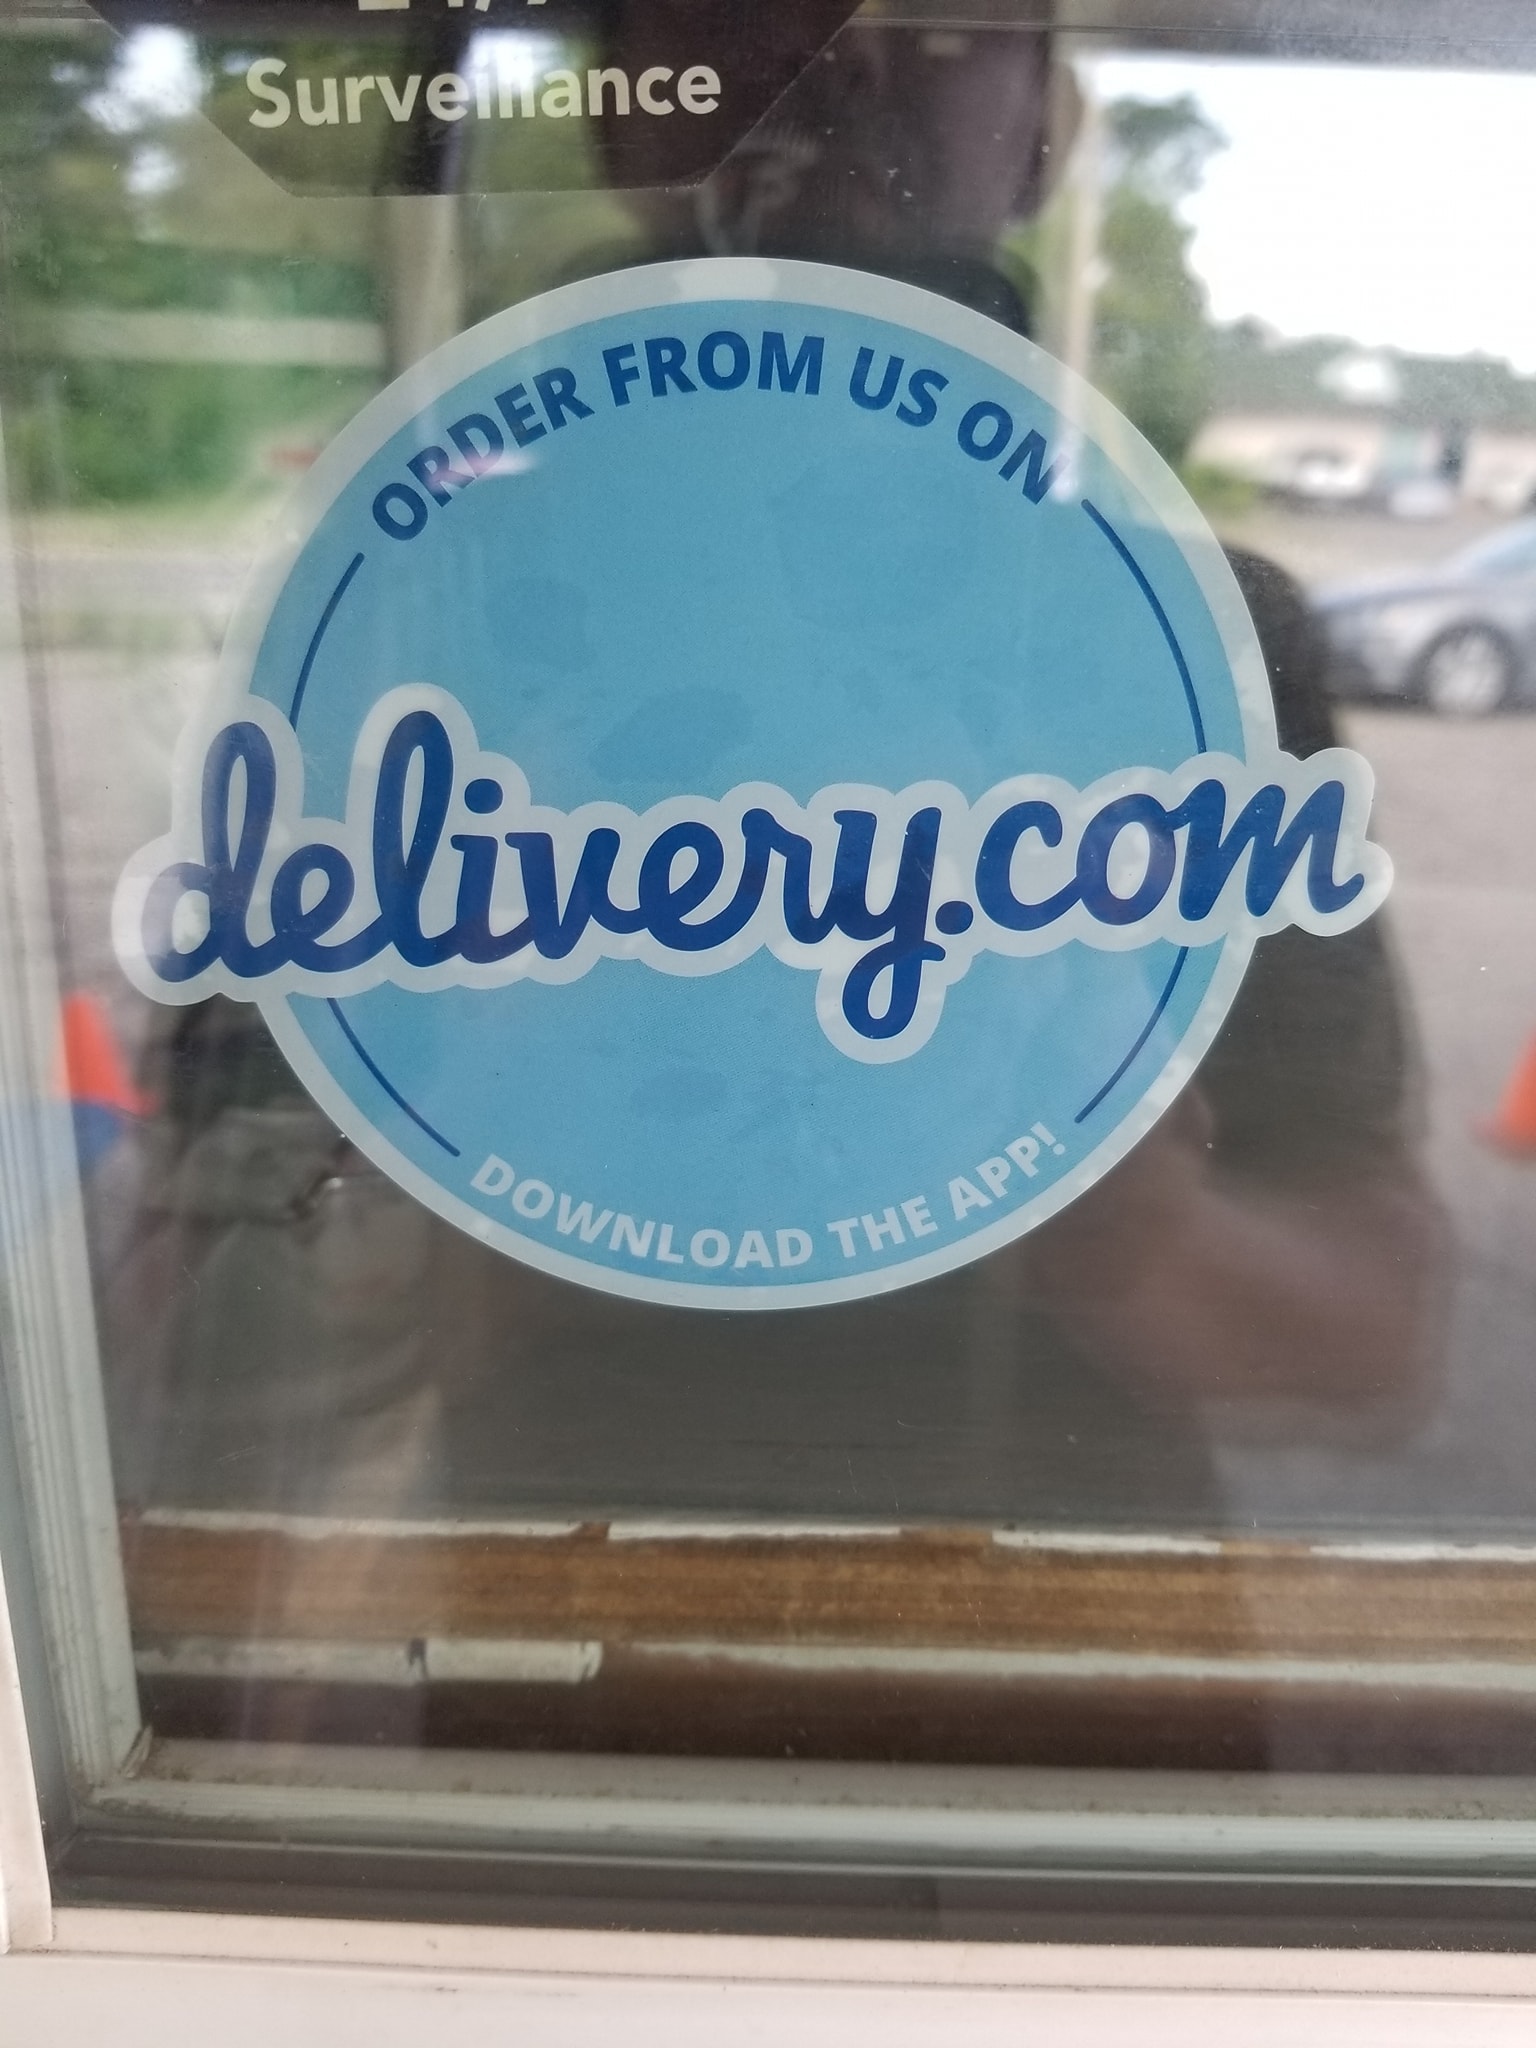 Surveillance
ORDER FROM US ON
delivery.com
DOWNLOAD THE APP!